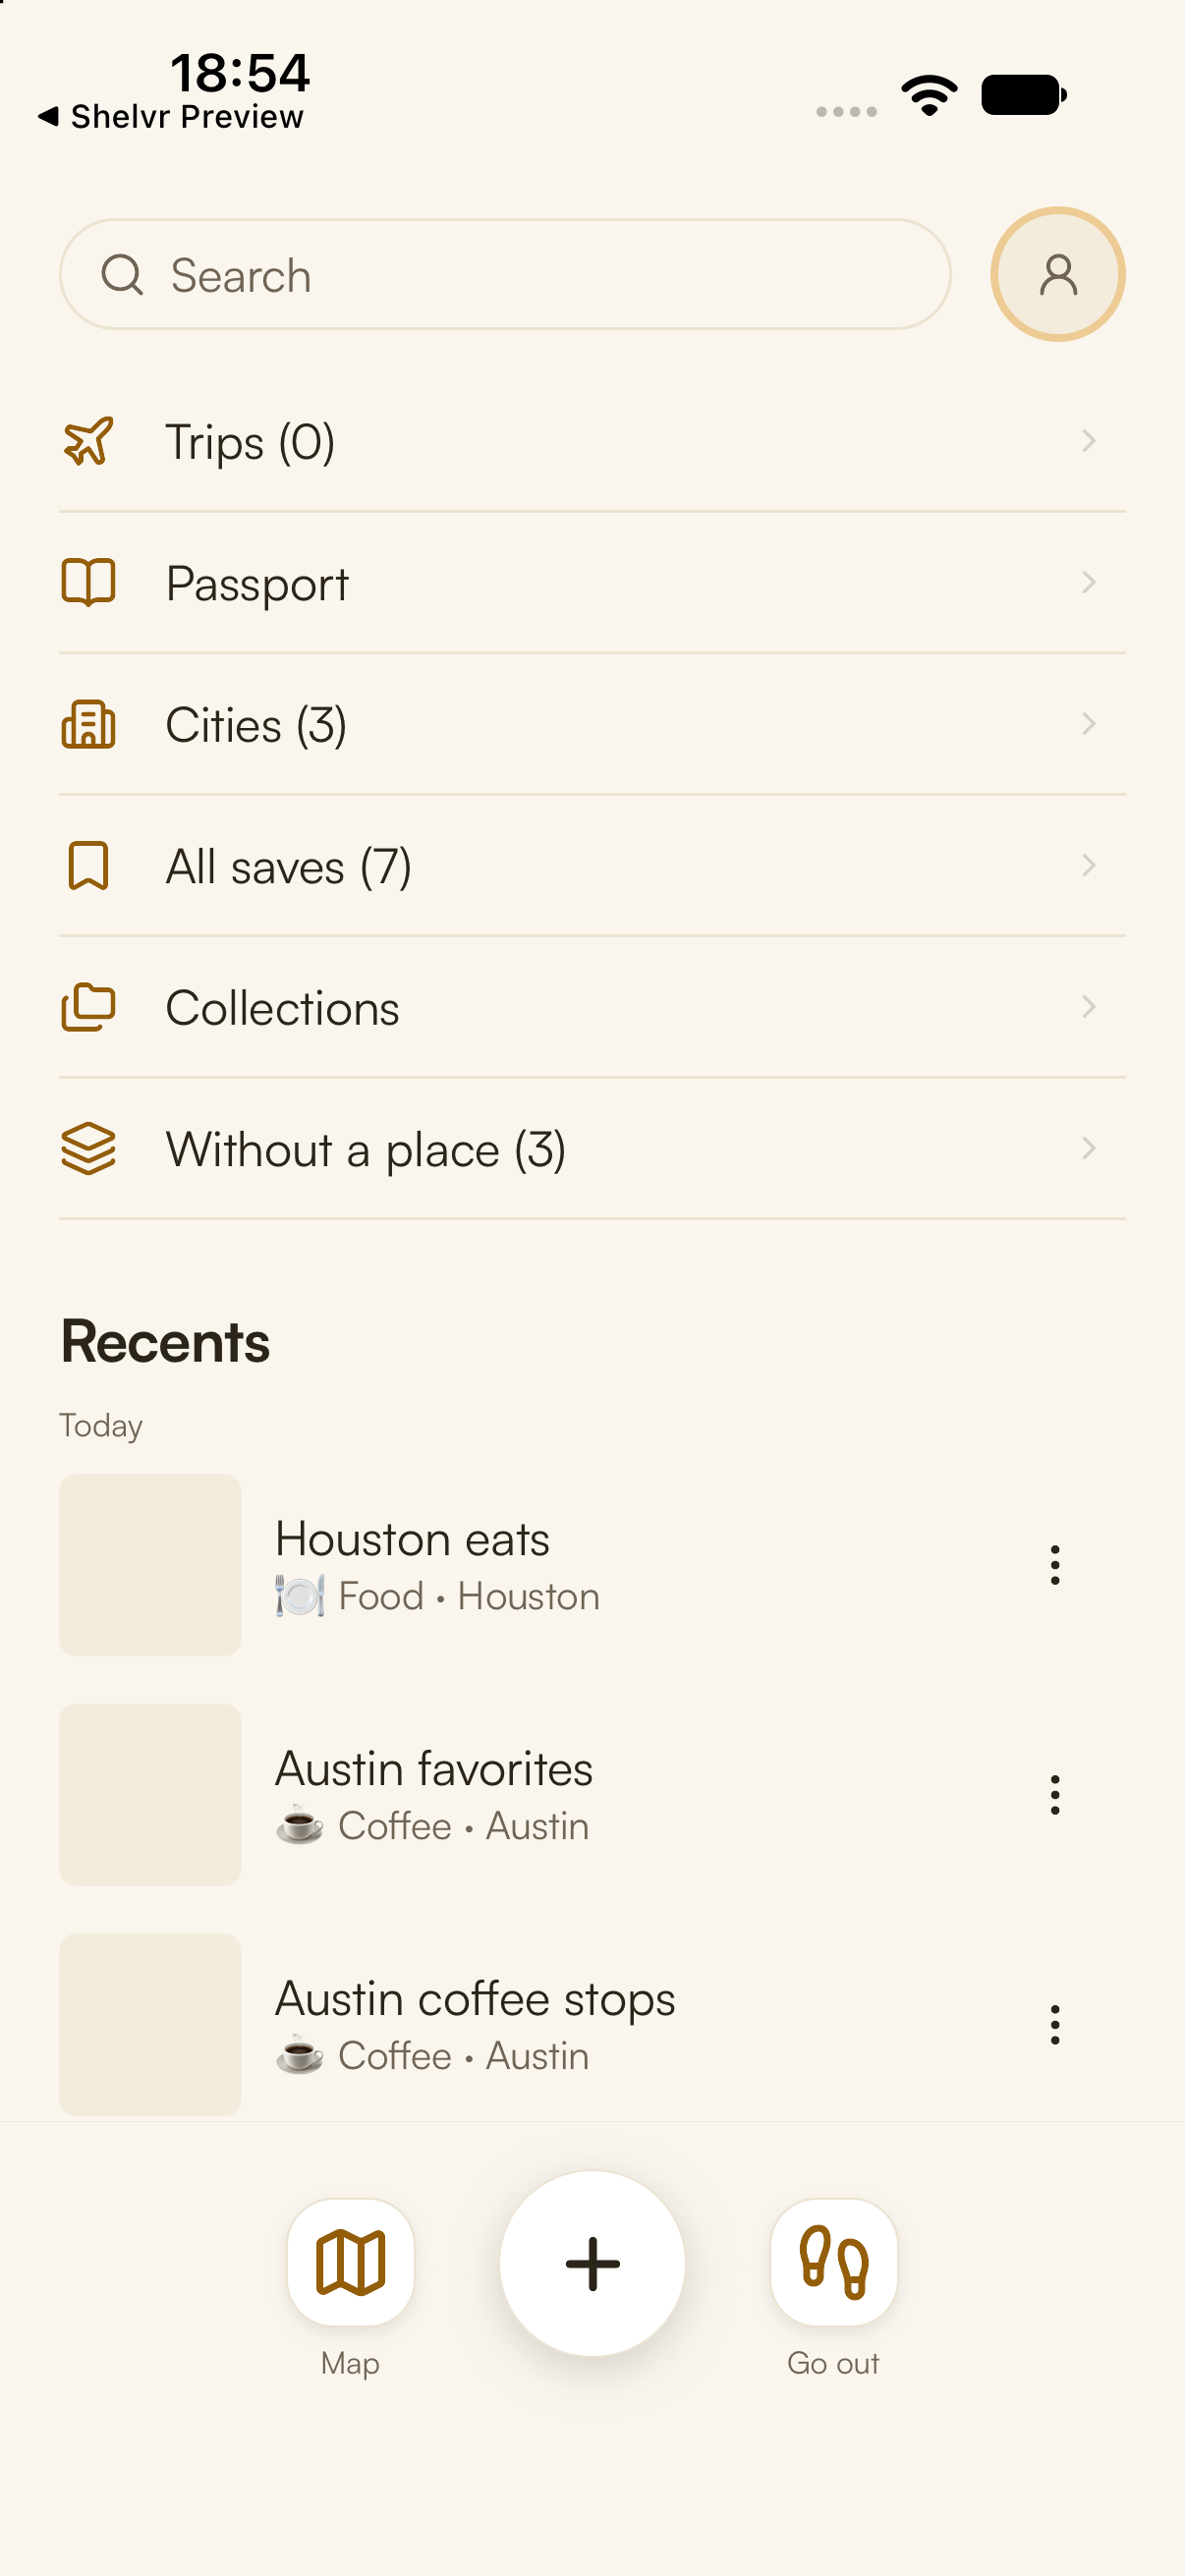 18:54
◀ Shelvr Preview
Search
Trips (0)
Passport
Cities (3)
All saves (7)
Collections
Without a place (3)
Recents
Today
Houston eats
🍽️ Food · Houston
Austin favorites
☕ Coffee · Austin
Austin coffee stops
☕ Coffee · Austin
Map
Go out